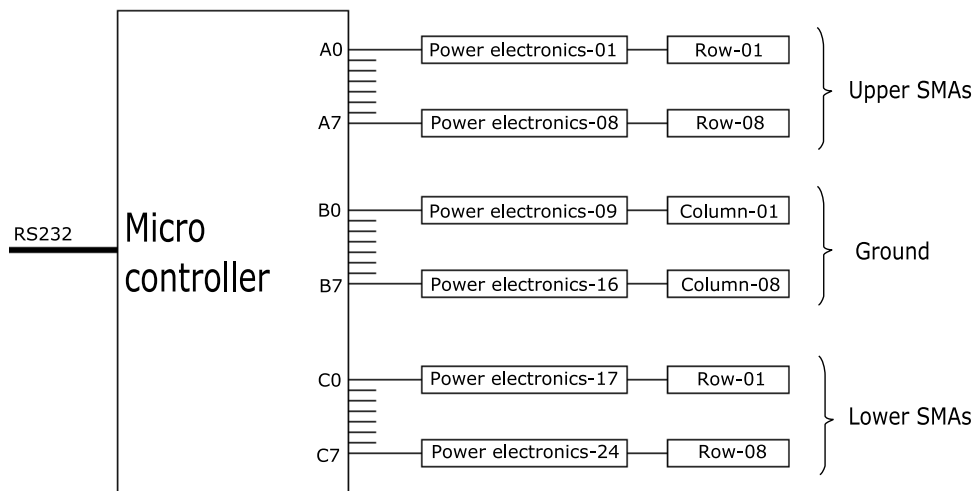 A0 Power electronics-01 Row-01
Upper SMAs
A7 Power electronics-08 Row-08
B0 Power electronics-09 Column-01
RS232
Micro
controller
Ground
B7 Power electronics-16 Column-08
C0 Power electronics-17 Row-01
Lower SMAs
C7 Power electronics-24 Row-08